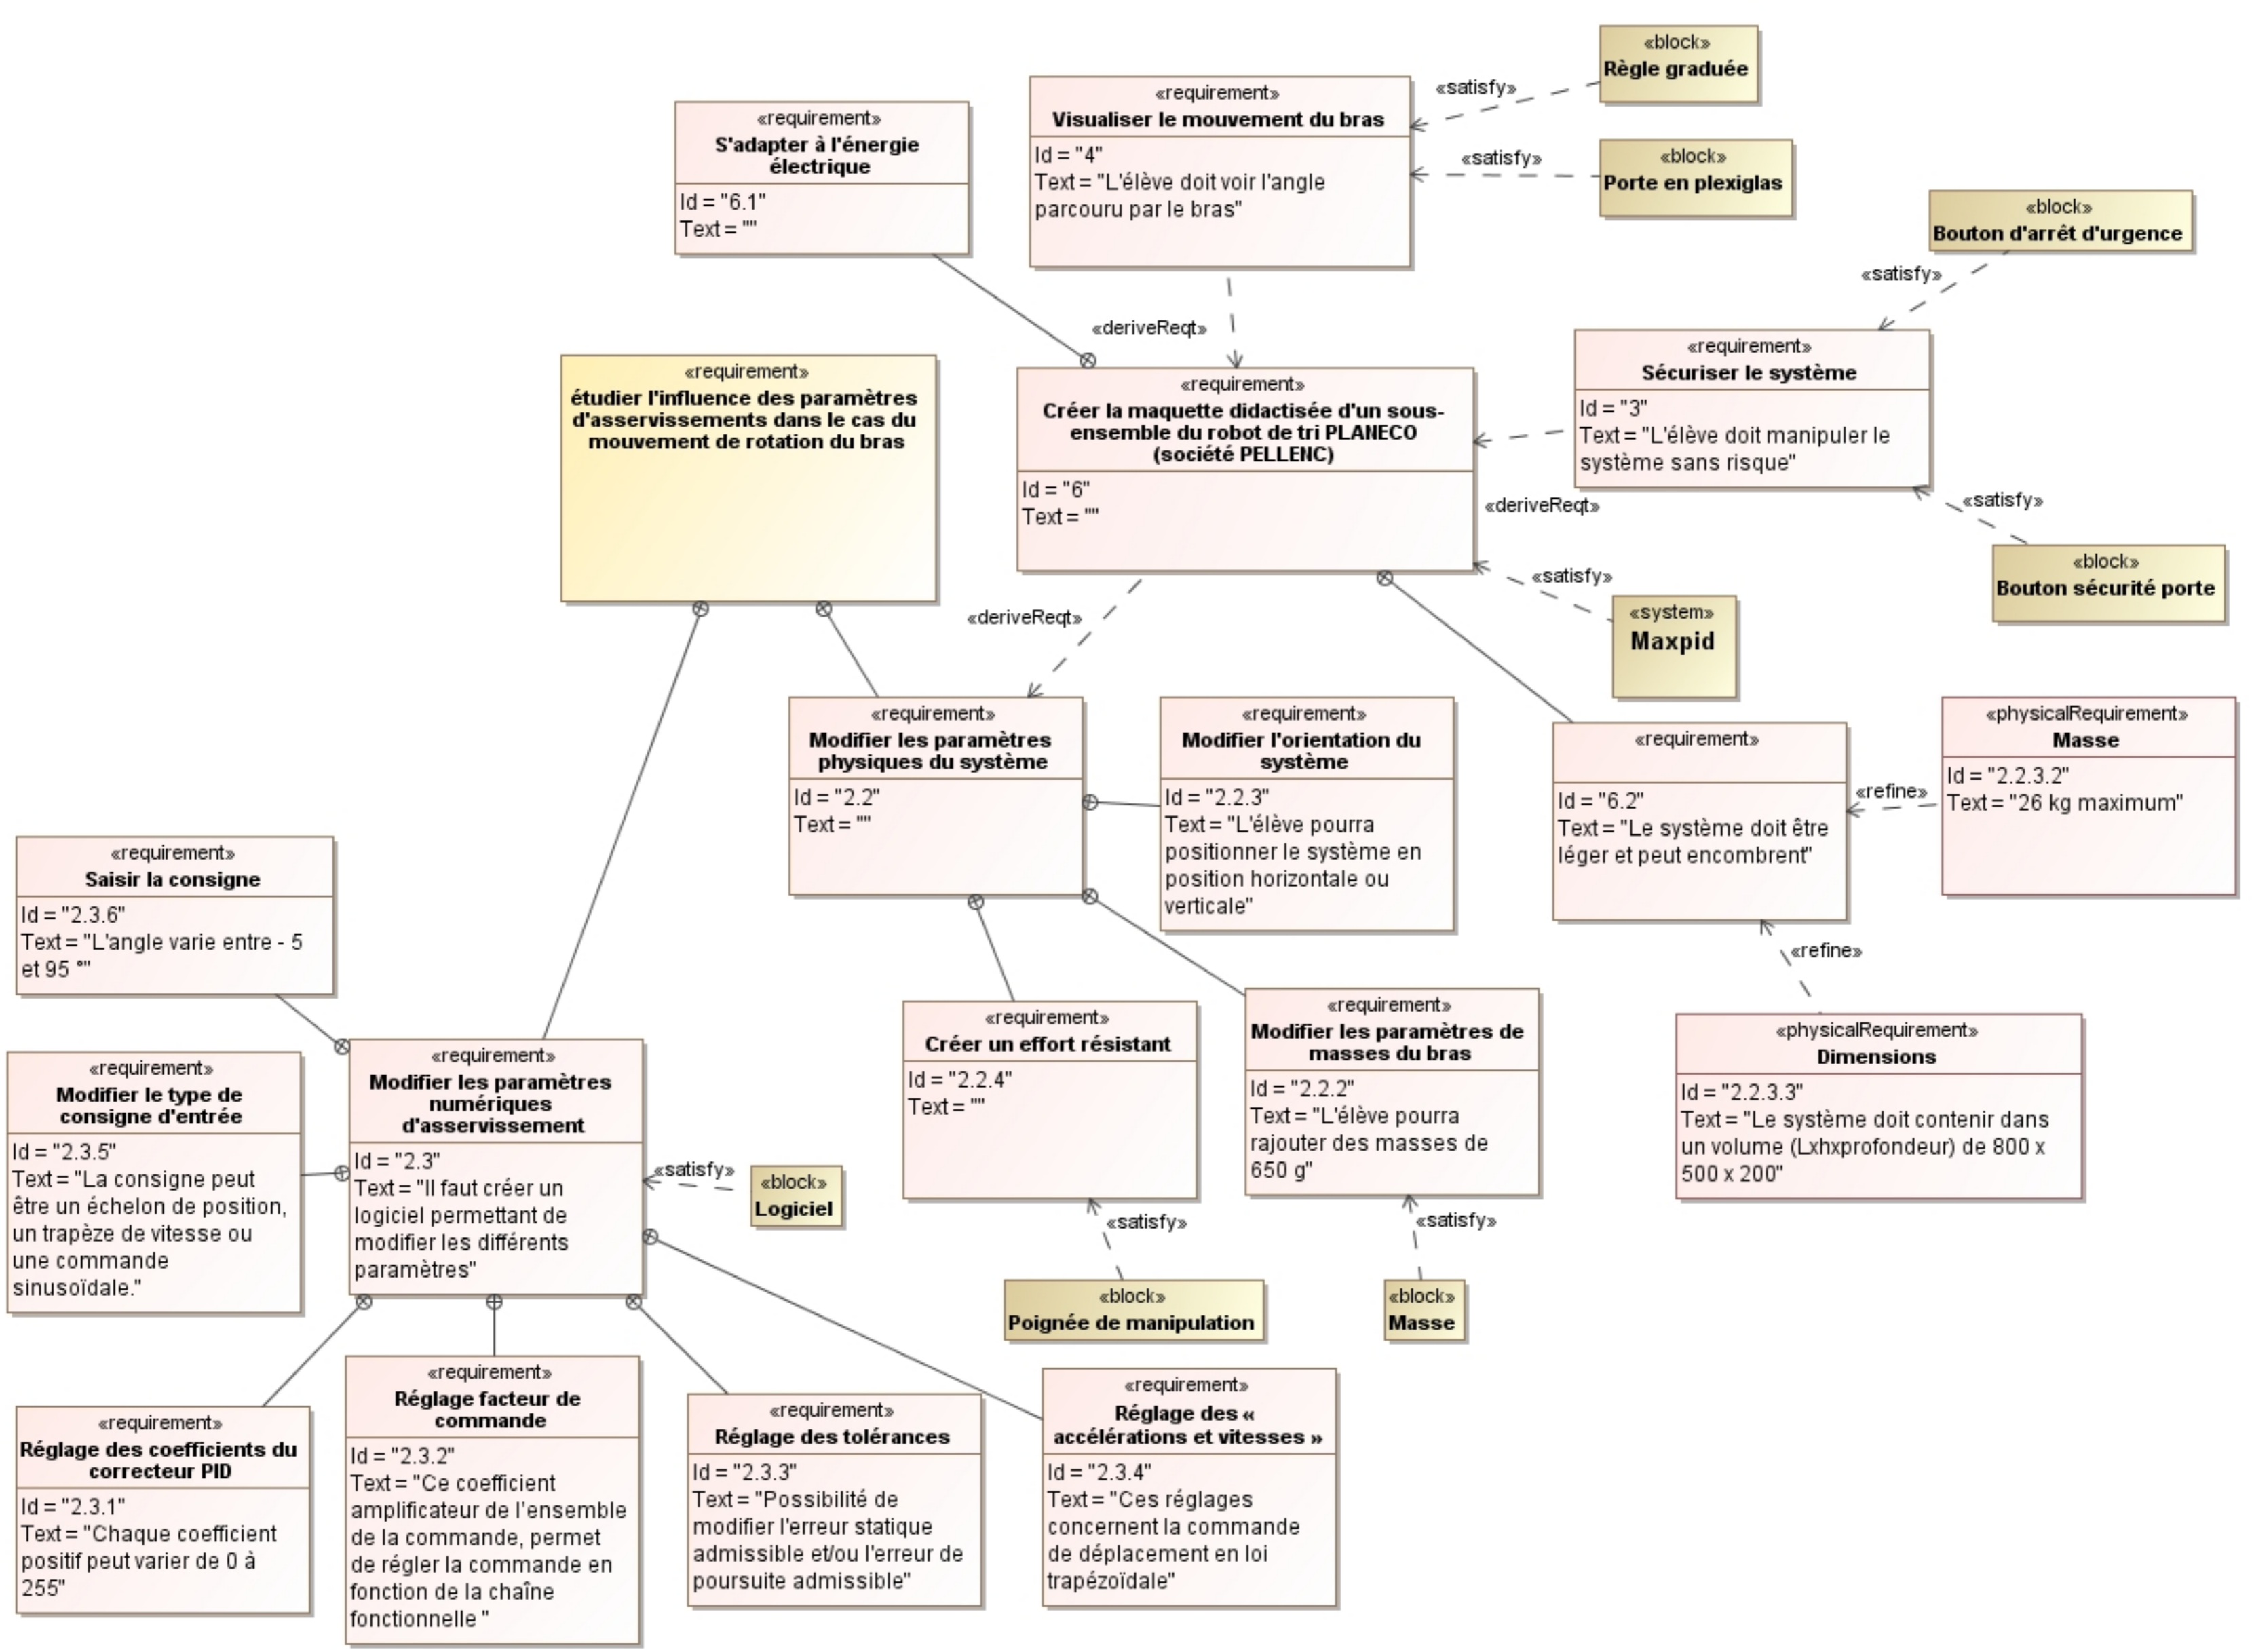 «block»
Règle graduée
«satisfy»
«requirement»
Visualiser le mouvement du bras
Id = "4"
Text = "L'élève doit voir l'angle
parcouru par le bras"
«satisfy»
«block»
Porte en plexiglas
«requirement»
S'adapter à l'énergie
électrique
Id = "6.1"
Text = ""
«block»
Bouton d'arrêt d'urgence
«satisfy»
«deriveReqt»
«requirement»
Sécuriser le système
Id = "3"
Text = "L'élève doit manipuler le
système sans risque"
«requirement»
étudier l'influence des paramètres
d'asservissements dans le cas du
mouvement de rotation du bras
«requirement»
Créer la maquette didactisée d'un sous-
ensemble du robot de tri PLANECO
(société PELLENC)
Id = "6"
Text = ""
«deriveReqt»
«satisfy»
«block»
Bouton sécurité porte
«satisfy»
«system»
Maxpid
«deriveReqt»
«requirement»
Modifier les paramètres
physiques du système
Id = "2.2"
Text = ""
«requirement»
Modifier l'orientation du
système
Id = "2.2.3"
Text = "L'élève pourra
positionner le système en
position horizontale ou
verticale"
«requirement»
Id = "6.2"
Text = "Le système doit être
léger et peut encombrent"
«refine»
«physicalRequirement»
Masse
Id = "2.2.3.2"
Text = "26 kg maximum"
«refine»
«physicalRequirement»
Dimensions
Id = "2.2.3.3"
Text = "Le système doit contenir dans
un volume (Lxhxprofondeur) de 800 x
500 x 200"
«requirement»
Saisir la consigne
Id = "2.3.6"
Text = "L'angle varie entre - 5
et 95 °"
«requirement»
Modifier le type de
consigne d'entrée
Id = "2.3.5"
Text = "La consigne peut
être un échelon de position,
un trapèze de vitesse ou
une commande
sinusoïdale."
«requirement»
Modifier les paramètres
numériques
d'asservissement
Id = "2.3"
Text = "Il faut créer un
logiciel permettant de
modifier les différents
paramètres"
«satisfy»
«block»
Logiciel
«requirement»
Créer un effort résistant
Id = "2.2.4"
Text = ""
«requirement»
Modifier les paramètres de
masses du bras
Id = "2.2.2"
Text = "L'élève pourra
rajouter des masses de
650 g"
«satisfy»
«block»
Poignée de manipulation
«satisfy»
«block»
Masse
«requirement»
Réglage des coefficients du
correcteur PID
Id = "2.3.1"
Text = "Chaque coefficient
positif peut varier de 0 à
255"
«requirement»
Réglage facteur de
commande
Id = "2.3.2"
Text = "Ce coefficient
amplificateur de l'ensemble
de la commande, permet
de régler la commande en
fonction de la chaîne
fonctionnelle "
«requirement»
Réglage des tolérances
Id = "2.3.3"
Text = "Possibilité de
modifier l'erreur statique
admissible et/ou l'erreur de
poursuite admissible"
«requirement»
Réglage des «
accélérations et vitesses »
Id = "2.3.4"
Text = "Ces réglages
concernent la commande
de déplacement en loi
trapézoïdale"